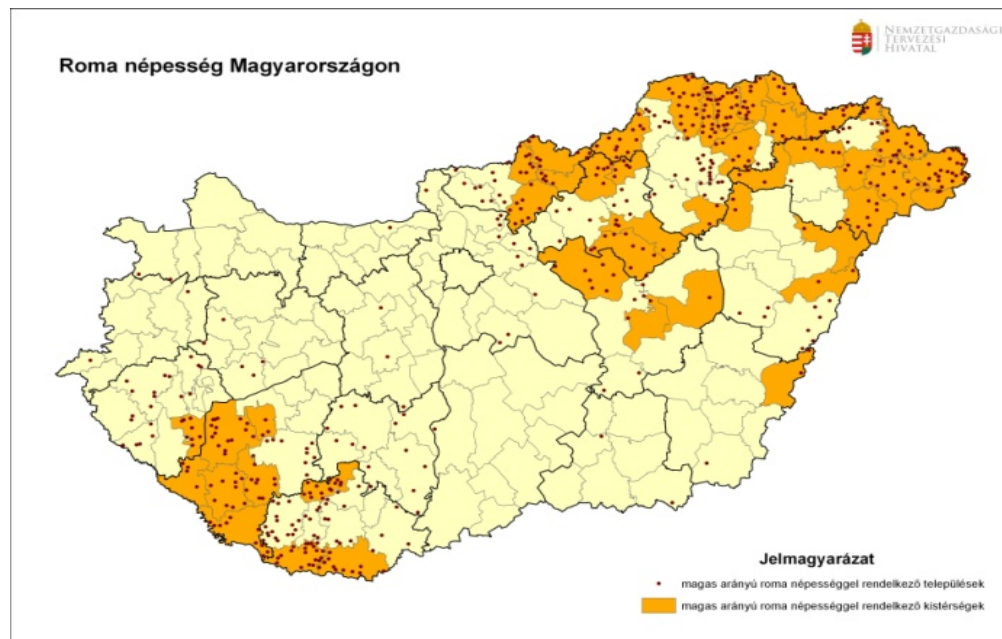 NEMZETGAZDASÁGI
TERVEZÉSI
HIVATAL
Roma népesség Magyarországon
Jelmagyarázat
magas arányú roma népességgel rendelkező települések
magas arányú roma népességgel rendelkező kistérségek